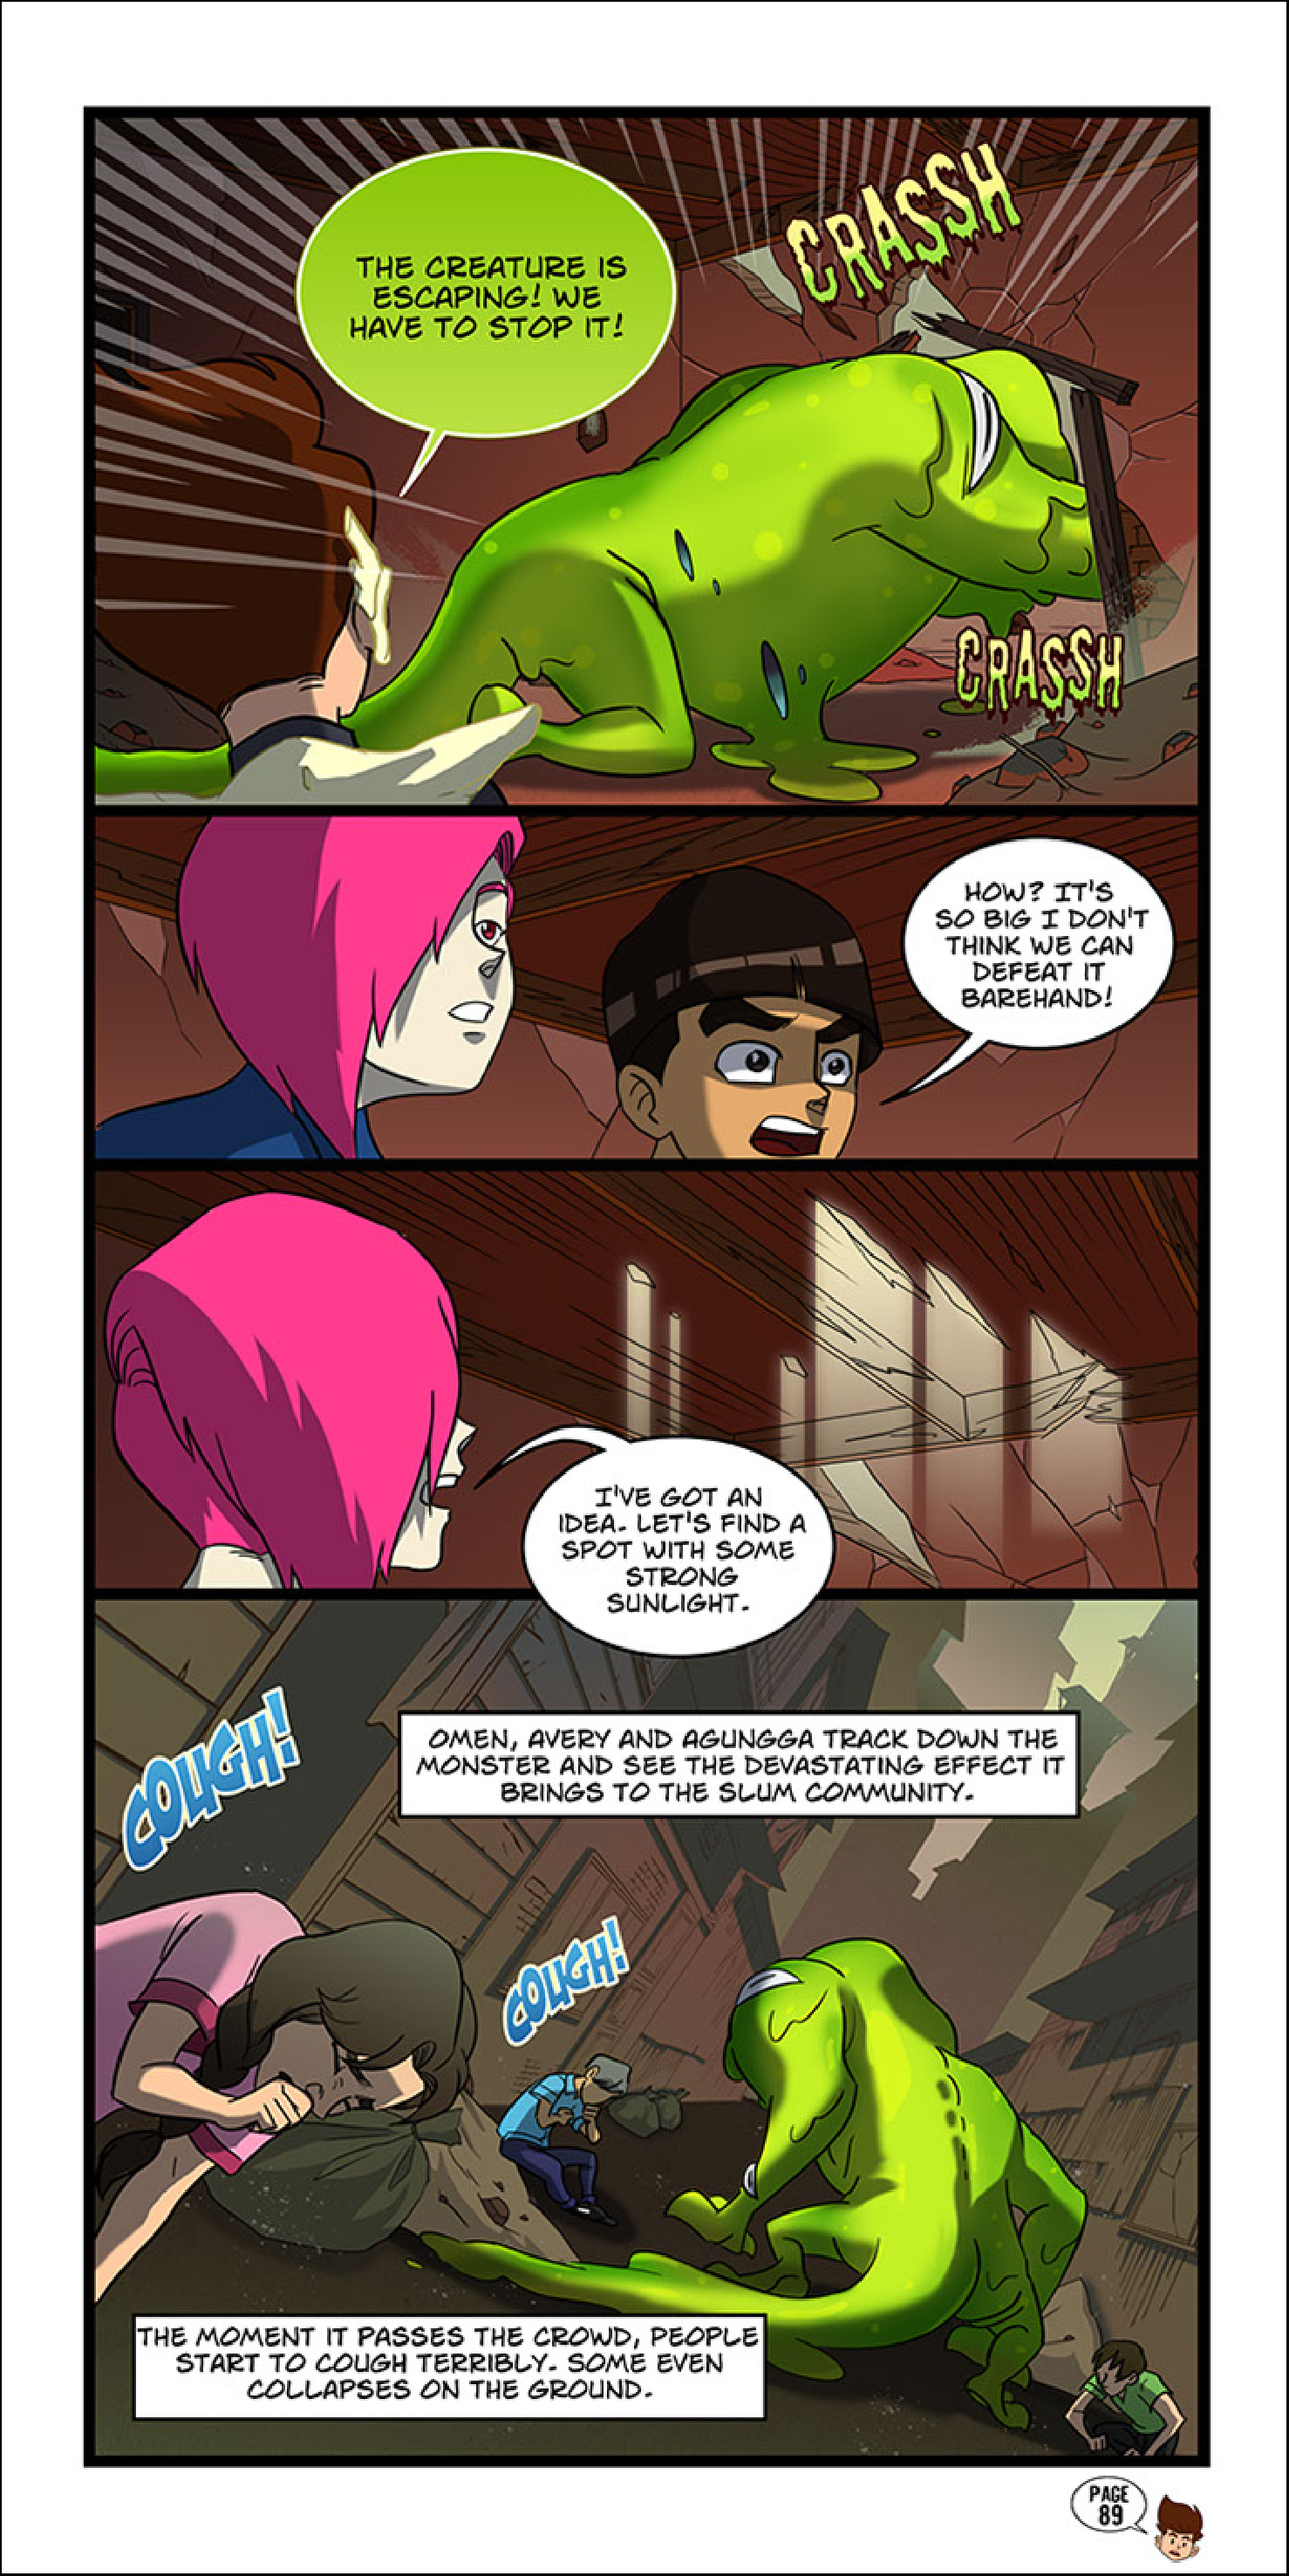 THE CREATURE IS
ESCAPING! WE
HAVE TO STOP IT!
CRASSH
CRASSH
HOW? IT'S
SO BIG I DON'T
THINK WE CAN
DEFEAT IT
BAREHAND!
I'VE GOT AN
IDEA. LET'S FIND A
SPOT WITH SOME
STRONG
SUNLIGHT.
OMEN, AVERY AND AGUNGGA TRACK DOWN THE
MONSTER AND SEE THE DEVASTATING EFFECT IT
BRINGS TO THE SLUM COMMUNITY.
COUGH!
COUGH!
THE MOMENT IT PASSES THE CROWD, PEOPLE
START TO COUGH TERRIBLY. SOME EVEN
COLLAPSES ON THE GROUND.
PAGE
89